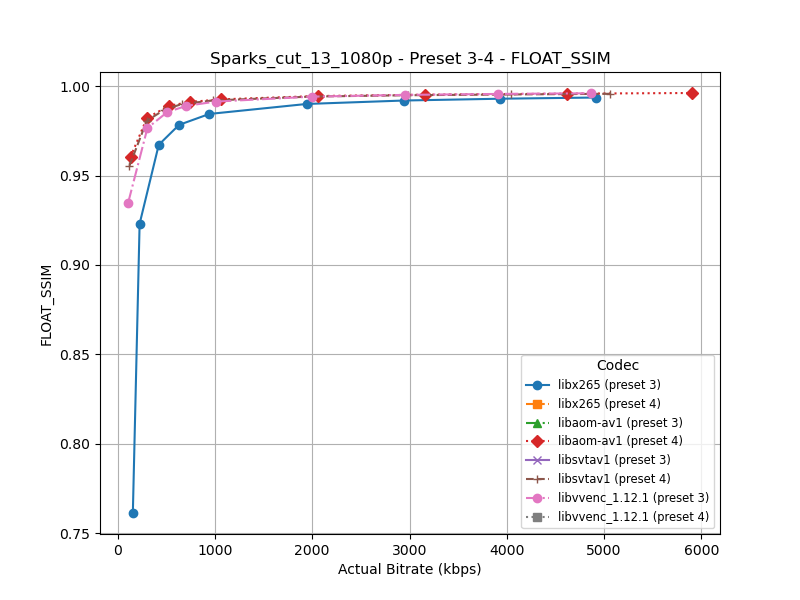 Sparks_cut_13_1080p - Preset 3-4 - FLOAT_SSIM
FLOAT_SSIM
1.00
0.95
0.90
0.85
0.80
0.75
0 1000 2000 3000 4000 5000 6000
Actual Bitrate (kbps)
Codec
libx265 (preset 3)
libx265 (preset 4)
libaom-av1 (preset 3)
libaom-av1 (preset 4)
libsvtav1 (preset 3)
libsvtav1 (preset 4)
libvvenc_1.12.1 (preset 3)
libvvenc_1.12.1 (preset 4)